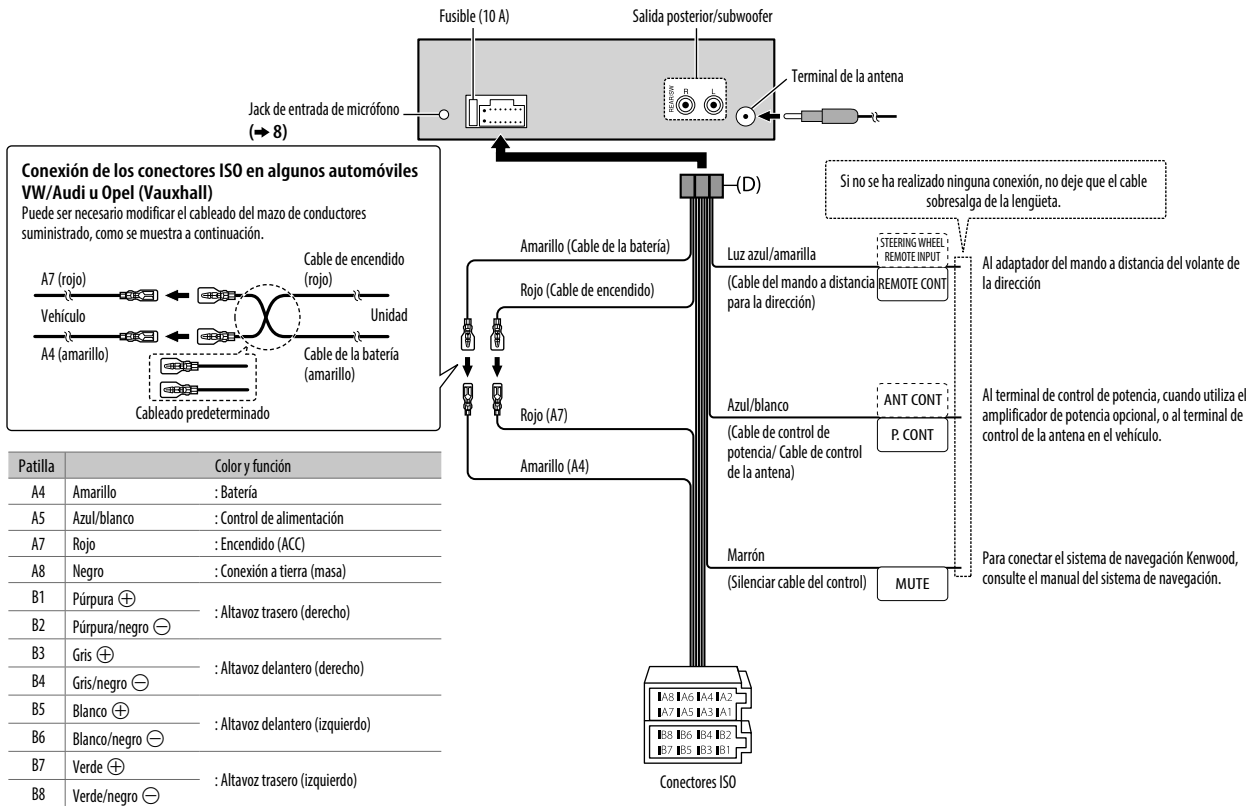 Fusible (10 A)
Salida posterior/subwoofer
Terminal de la antena
REAR/SW
R
L
Jack de entrada de micrófono
(➜ 8)
Conexión de los conectores ISO en algunos automóviles
VW/Audi u Opel (Vauxhall)
Puede ser necesario modificar el cableado del mazo de conductores
suministrado, como se muestra a continuación.
A7 (rojo)
Cable de encendido
(rojo)
Vehículo
Unidad
A4 (amarillo)
Cable de la batería
(amarillo)
Cableado predeterminado
(D)
Si no se ha realizado ninguna conexión, no deje que el cable
sobresalga de la lengüeta.
Amarillo (Cable de la batería)
Rojo (Cable de encendido)
Rojo (A7)
Amarillo (A4)
Luz azul/amarilla
(Cable del mando a distancia
para la dirección)
STEERING WHEEL
REMOTE INPUT
REMOTE CONT
Al adaptador del mando a distancia del volante de
la dirección
Azul/blanco
(Cable de control de
potencia/ Cable de control
de la antena)
ANT CONT
P. CONT
Al terminal de control de potencia, cuando utiliza el
amplificador de potencia opcional, o al terminal de
control de la antena en el vehículo.
Marrón
(Silenciar cable del control)
MUTE
Para conectar el sistema de navegación Kenwood,
consulte el manual del sistema de navegación.
Patilla Color y función
A4 Amarillo : Batería
A5 Azul/blanco : Control de alimentación
A7 Rojo : Encendido (ACC)
A8 Negro : Conexión a tierra (masa)
B1 Púrpura ⊕ : Altavoz trasero (derecho)
B2 Púrpura/negro ⊖
B3 Gris ⊕ : Altavoz delantero (derecho)
B4 Gris/negro ⊖
B5 Blanco ⊕ : Altavoz delantero (izquierdo)
B6 Blanco/negro ⊖
B7 Verde ⊕ : Altavoz trasero (izquierdo)
B8 Verde/negro ⊖
A8 A6 A4 A2
A7 A5 A3 A1
B8 B6 B4 B2
B7 B5 B3 B1
Conectores ISO